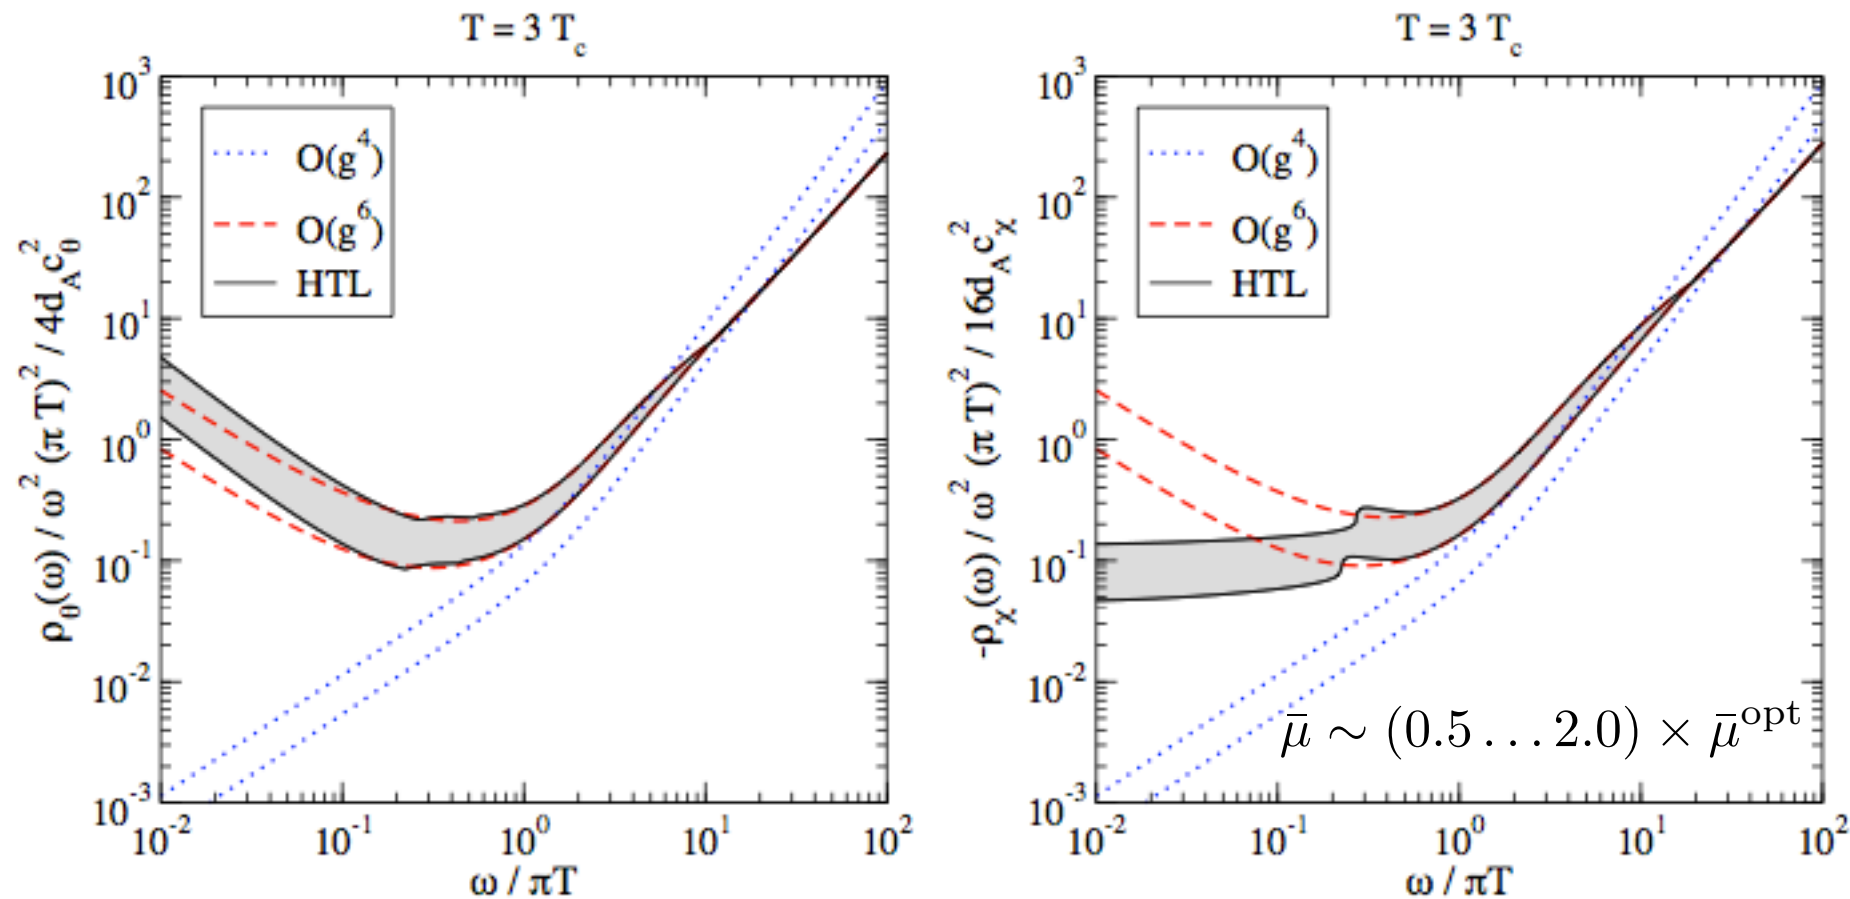 T = 3 T_c
10^3
10^2
10^1
10^0
10^-1
10^-2
10^-3
ρ_θ(ω) / ω^2 (π T)^2 / 4d_A c_θ^2
O(g^4)
O(g^6)
HTL
10^-2 10^-1 10^0 10^1 10^2
ω / πT
T = 3 T_c
10^3
10^2
10^1
10^0
10^-1
10^-2
10^-3
-ρ_χ(ω) / ω^2 (π T)^2 / 16d_A c_χ^2
O(g^4)
O(g^6)
HTL
μ̄ ∼ (0.5 … 2.0) × μ̄^opt
10^-2 10^-1 10^0 10^1 10^2
ω / πT